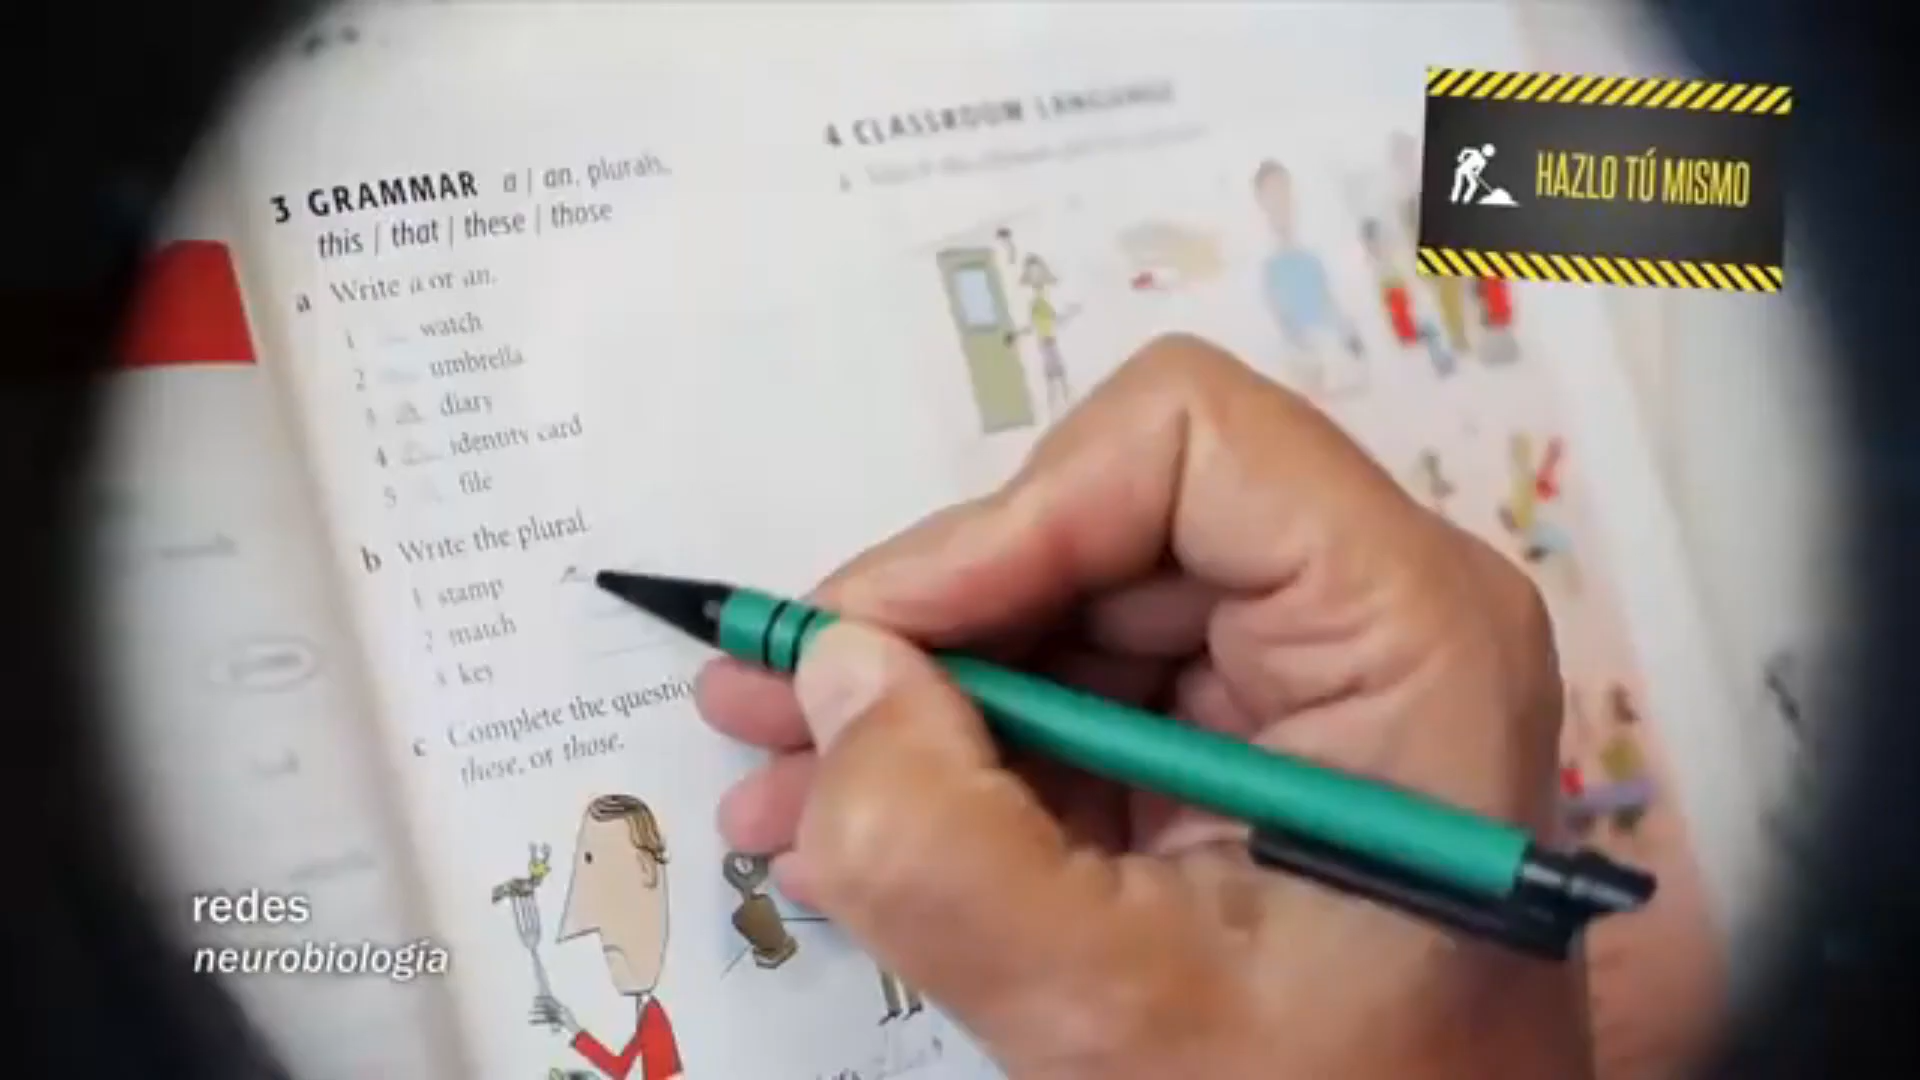 3 GRAMMAR a | an, plurals,
this | that | these | those
a Write a or an.
1 watch
2 umbrella
3 diary
4 identity card
5 file
b Write the plural.
1 stamp
2 match
3 key
c Complete the questio
these, or those.
4 CLASSROOM LANGUAGE
HAZLO TÚ MISMO
redes
neurobiología